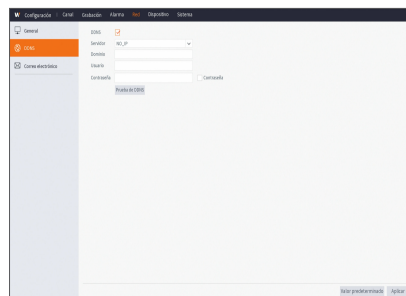 W Configuración | Canal Grabación Alarma Red Dispositivo Sistema
General
DDNS
Correo electrónico
DDNS
Servidor NO_IP
Dominio
Usuario
Contraseña Contraseña
Prueba de DDNS
Valor predeterminado Aplicar